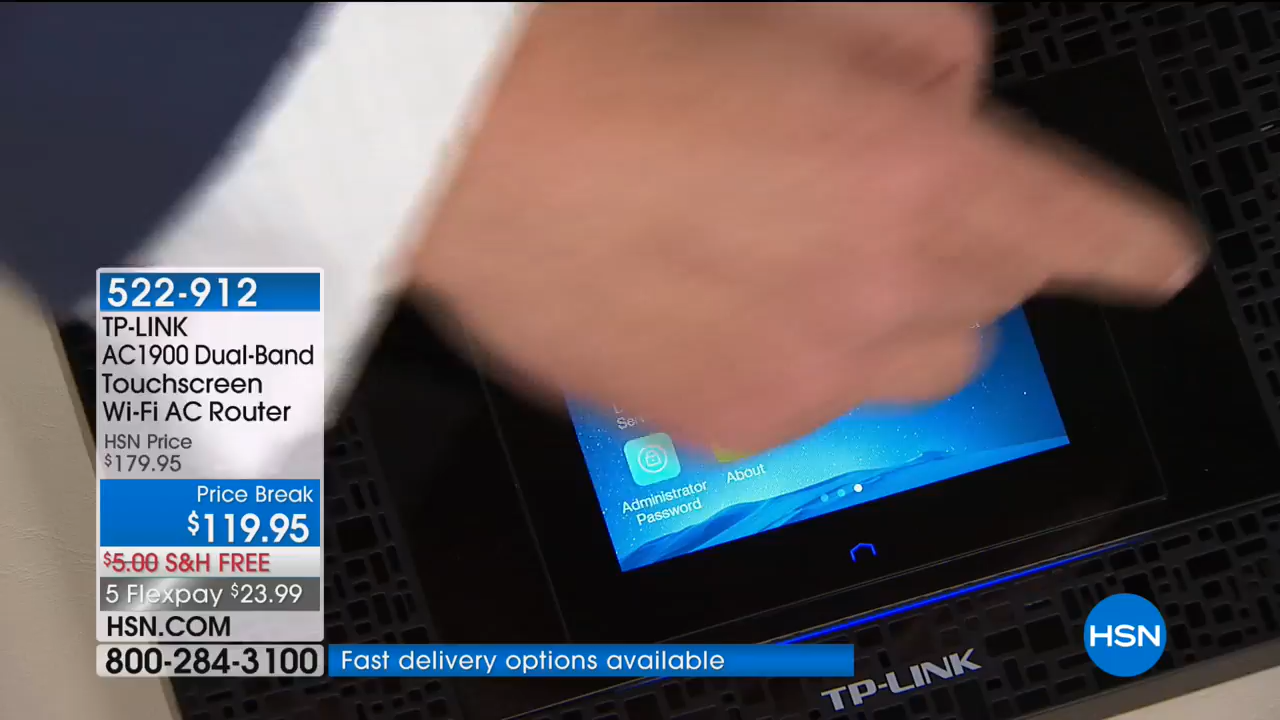 522-912
TP-LINK
AC1900 Dual-Band
Touchscreen
Wi-Fi AC Router
HSN Price
$179.95
Price Break
$119.95
$5.00 S&H FREE
5 Flexpay $23.99
HSN.COM
800-284-3100
Fast delivery options available
HSN
Administrator
Password
About
TP-LINK